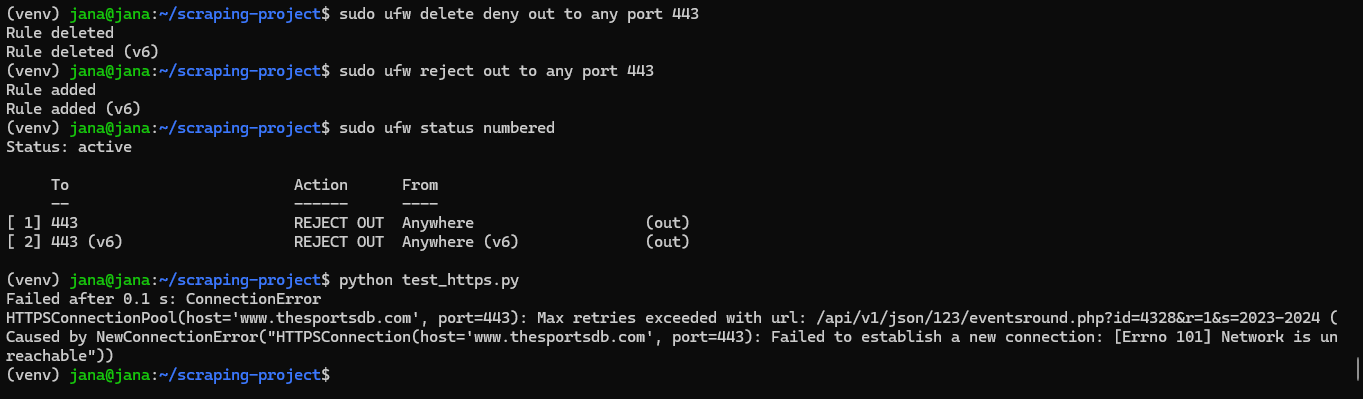 (venv) jana@jana:~/scraping-project$ sudo ufw delete deny out to any port 443
Rule deleted
Rule deleted (v6)
(venv) jana@jana:~/scraping-project$ sudo ufw reject out to any port 443
Rule added
Rule added (v6)
(venv) jana@jana:~/scraping-project$ sudo ufw status numbered
Status: active

     To                         Action      From
     --                         ------      ----
[ 1] 443                        REJECT OUT  Anywhere                   (out)
[ 2] 443 (v6)                   REJECT OUT  Anywhere (v6)              (out)

(venv) jana@jana:~/scraping-project$ python test_https.py
Failed after 0.1 s: ConnectionError
HTTPSConnectionPool(host='www.thesportsdb.com', port=443): Max retries exceeded with url: /api/v1/json/123/eventsround.php?id=4328&r=1&s=2023-2024 (
Caused by NewConnectionError("HTTPSConnection(host='www.thesportsdb.com', port=443): Failed to establish a new connection: [Errno 101] Network is un
reachable"))
(venv) jana@jana:~/scraping-project$